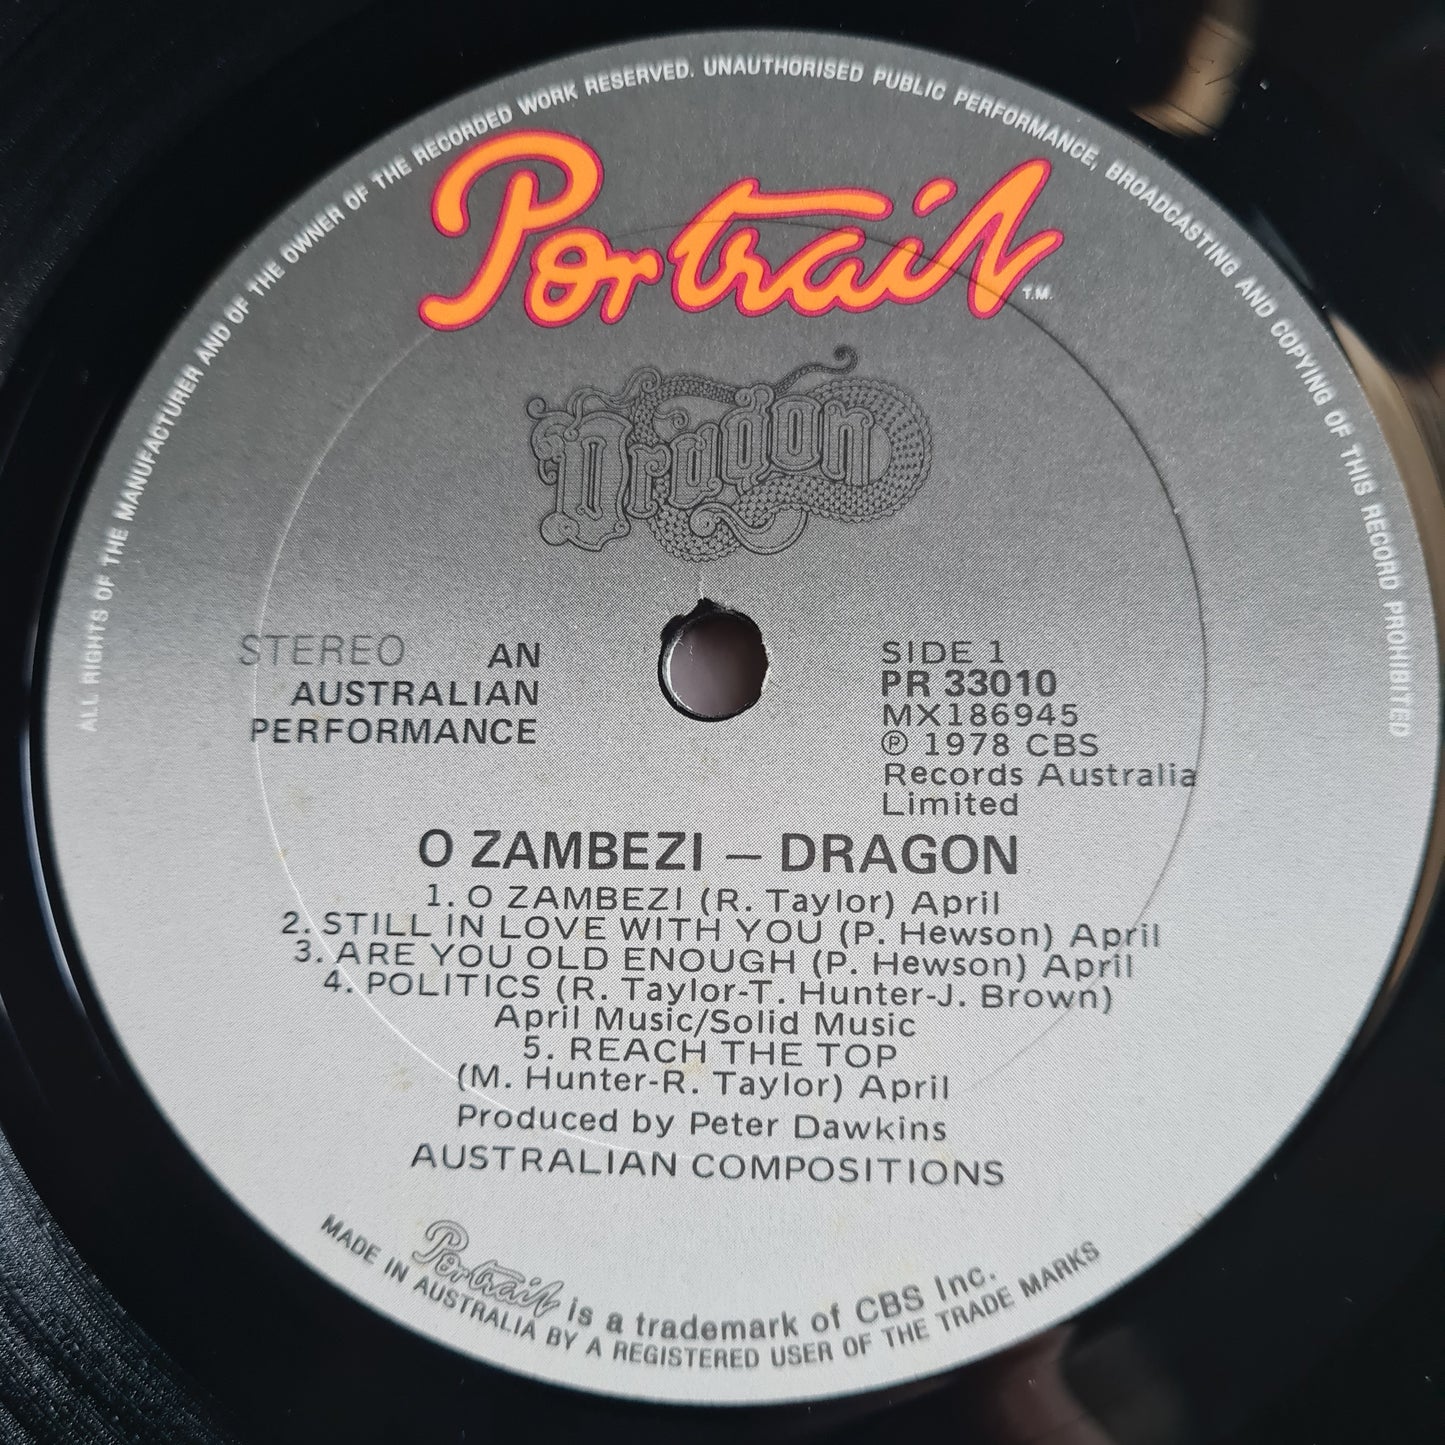 ALL RIGHTS OF THE MANUFACTURER AND OF THE OWNER OF THE RECORDED WORK RESERVED. UNAUTHORISED PUBLIC PERFORMANCE, BROADCASTING AND COPYING OF THIS RECORD PROHIBITED
Portrait
T.M.
Dragon
STEREO AN
AUSTRALIAN
PERFORMANCE
SIDE 1
PR 33010
MX186945
℗ 1978 CBS
Records Australia
Limited
O ZAMBEZI – DRAGON
1. O ZAMBEZI (R. Taylor) April
2. STILL IN LOVE WITH YOU (P. Hewson) April
3. ARE YOU OLD ENOUGH (P. Hewson) April
4. POLITICS (R. Taylor-T. Hunter-J. Brown)
April Music/Solid Music
5. REACH THE TOP
(M. Hunter-R. Taylor) April
Produced by Peter Dawkins
AUSTRALIAN COMPOSITIONS
Portrait is a trademark of CBS Inc.
MADE IN AUSTRALIA BY A REGISTERED USER OF THE TRADE MARKS